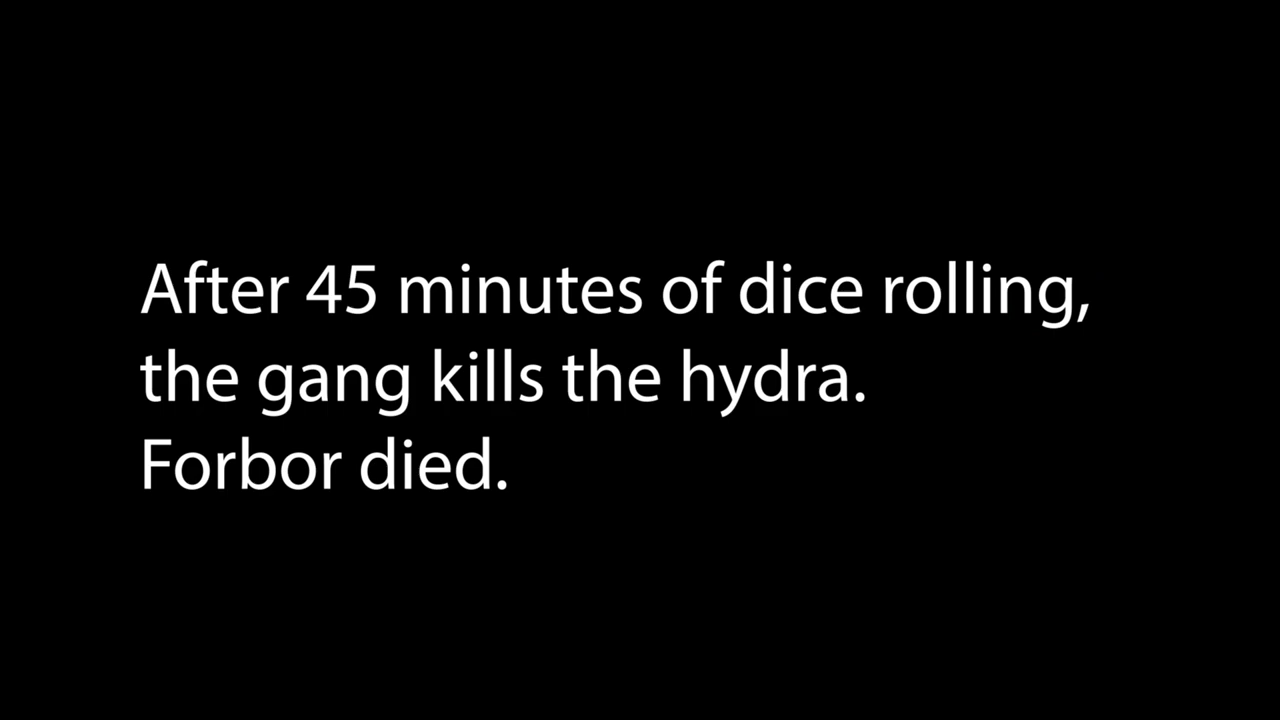 After 45 minutes of dice rolling,
the gang kills the hydra.
Forbor died.